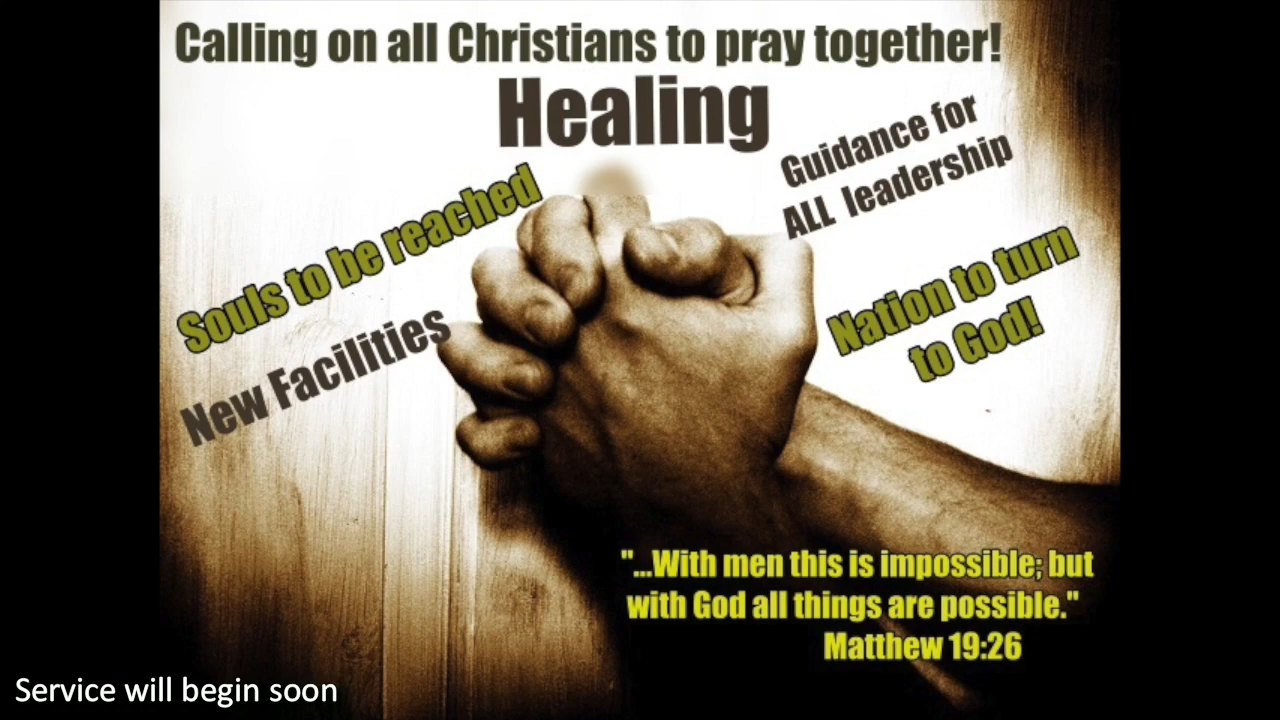 Calling on all Christians to pray together!
Healing
Guidance for
ALL leadership
Souls to be reached
New Facilities
Nation to turn
to God!
"...With men this is impossible; but
with God all things are possible."
Matthew 19:26
Service will begin soon